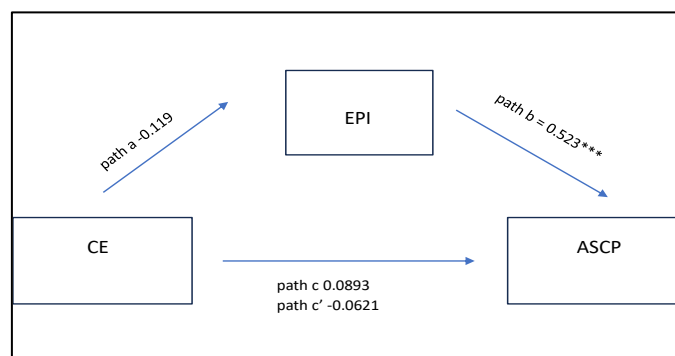 EPI
path a -0.119
path b = 0.523***
CE
ASCP
path c 0.0893
path c’ -0.0621